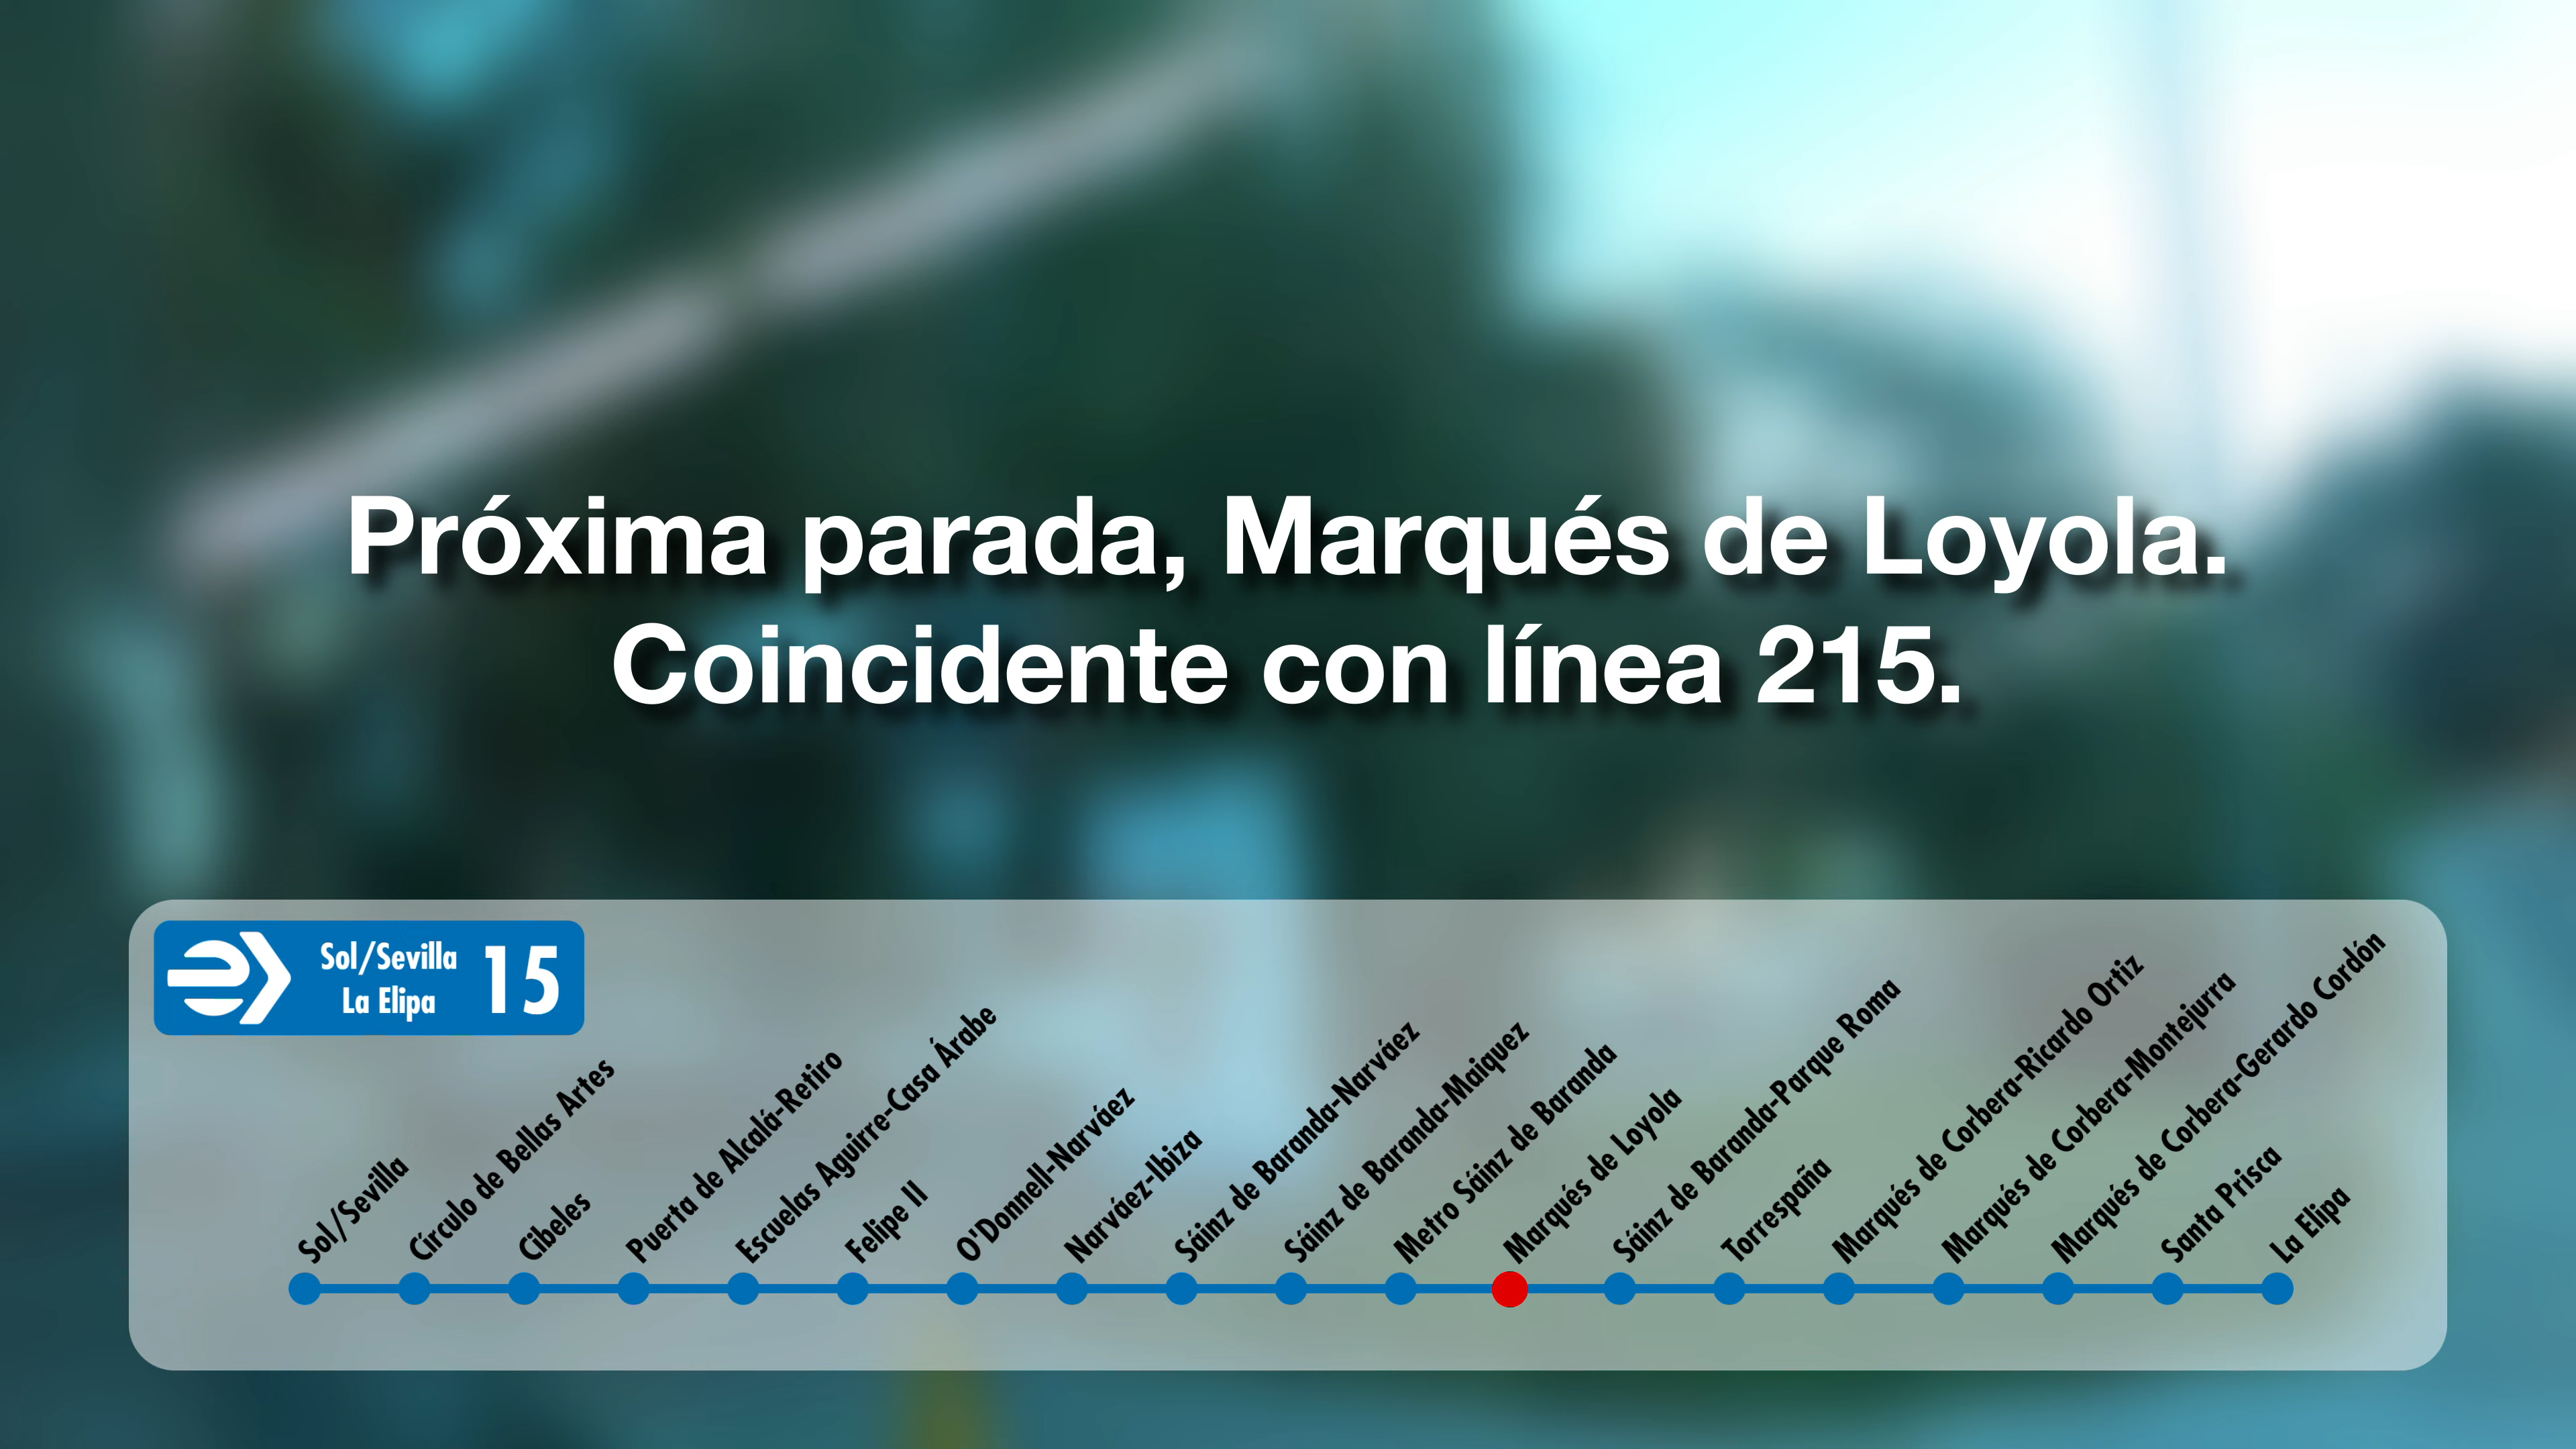 Próxima parada, Marqués de Loyola.
Coincidente con línea 215.
Sol/Sevilla
La Elipa
15
Sol/Sevilla
Círculo de Bellas Artes
Cibeles
Puerta de Alcalá-Retiro
Escuelas Aguirre-Casa Árabe
Felipe II
O'Donnell-Narváez
Narváez-Ibiza
Sáinz de Baranda-Narváez
Sáinz de Baranda-Maiquez
Metro Sáinz de Baranda
Marqués de Loyola
Sáinz de Baranda-Parque Roma
Torrespaña
Marqués de Corbera-Ricardo Ortiz
Marqués de Corbera-Montejurra
Marqués de Corbera-Gerardo Cordón
Santa Prisca
La Elipa